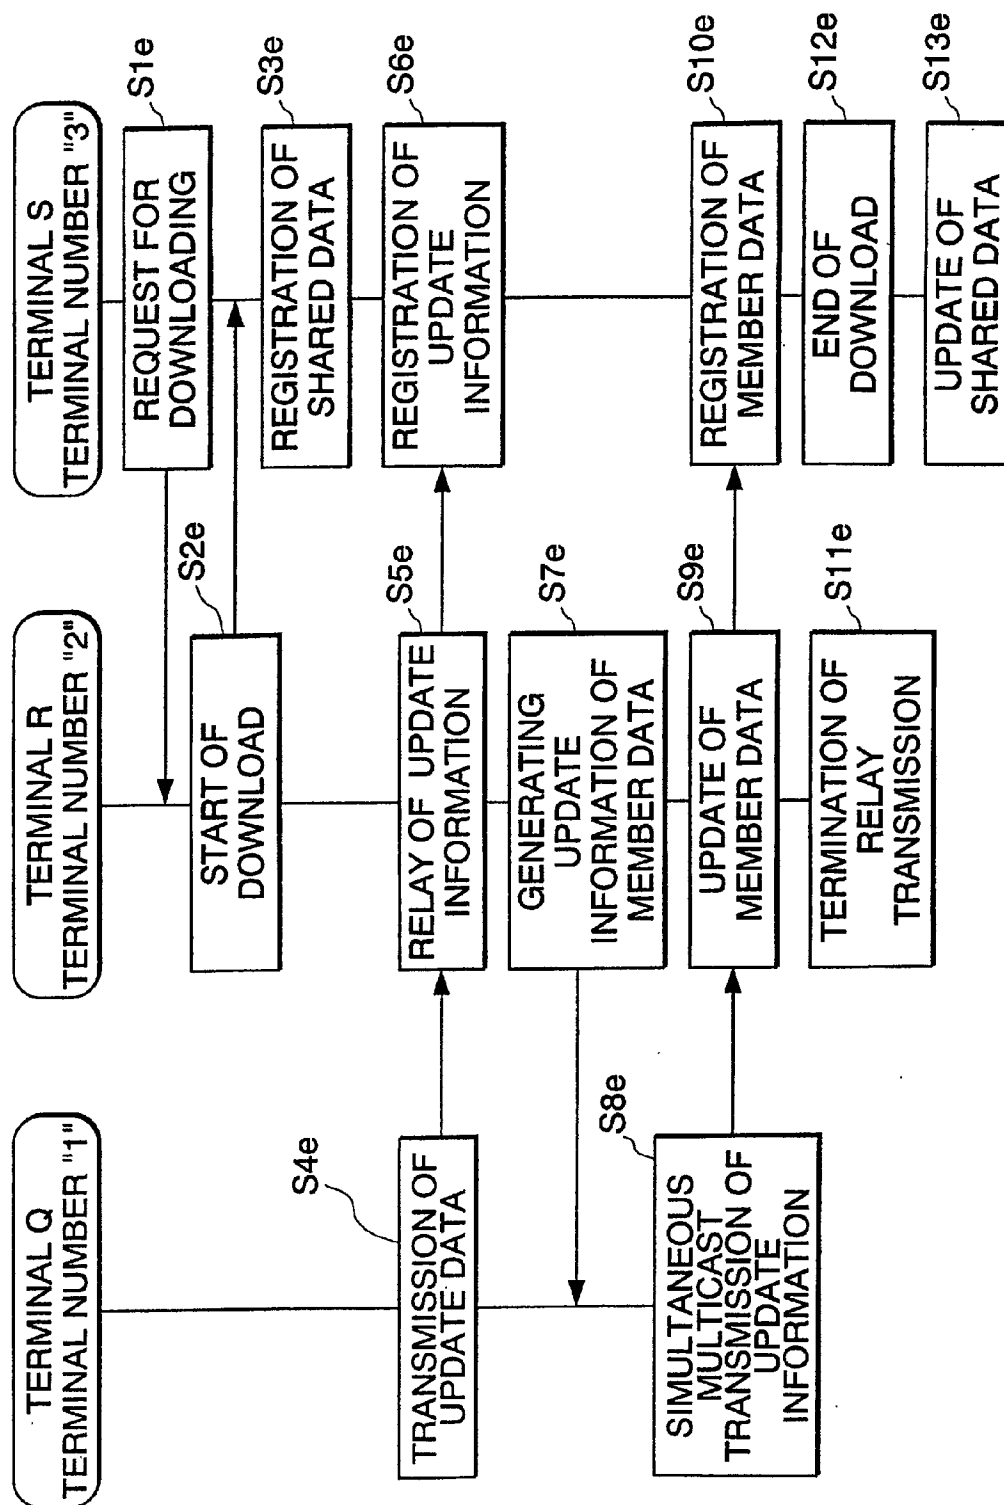 TERMINAL Q
TERMINAL NUMBER "1"
TERMINAL R
TERMINAL NUMBER "2"
TERMINAL S
TERMINAL NUMBER "3"
S1e
REQUEST FOR
DOWNLOADING
S2e
START OF
DOWNLOAD
S3e
REGISTRATION OF
SHARED DATA
S4e
TRANSMISSION OF
UPDATE DATA
S5e
RELAY OF UPDATE
INFORMATION
S6e
REGISTRATION OF
UPDATE
INFORMATION
S7e
GENERATING
UPDATE
INFORMATION OF
MEMBER DATA
S8e
SIMULTANEOUS
MULTICAST
TRANSMISSION OF
UPDATE
INFORMATION
S9e
UPDATE OF
MEMBER DATA
S10e
REGISTRATION OF
MEMBER DATA
S11e
TERMINATION OF
RELAY
TRANSMISSION
S12e
END OF
DOWNLOAD
S13e
UPDATE OF
SHARED DATA